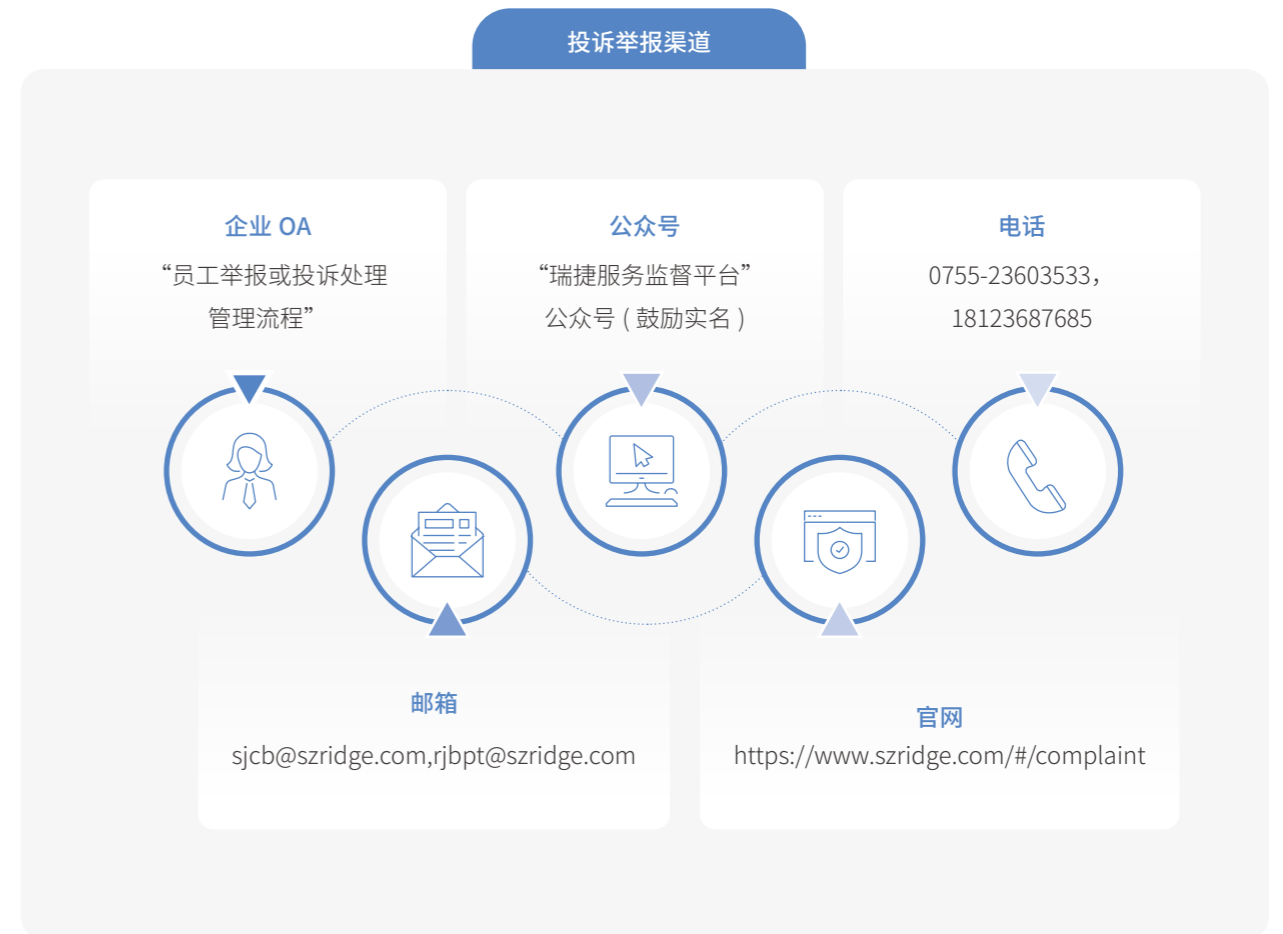 投诉举报渠道
企业 OA
“员工举报或投诉处理
管理流程”
公众号
“瑞捷服务监督平台”
公众号 ( 鼓励实名 )
电话
0755-23603533，
18123687685
邮箱
sjcb@szridge.com,rjbpt@szridge.com
官网
https://www.szridge.com/#/complaint